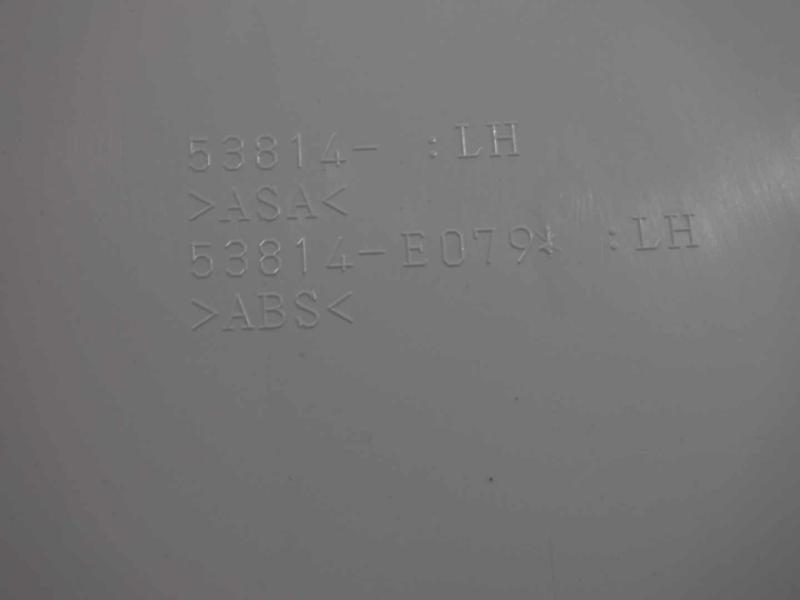 53814- :LH
>ASA<
53814-E079* :LH
>ABS<